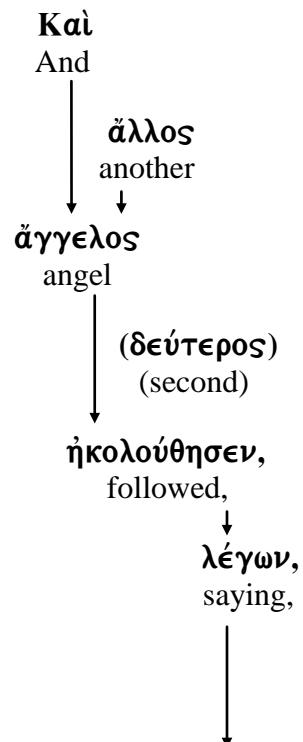 Καὶ
And
ἄλλος
another
ἄγγελος
angel
(δεύτερος)
(second)
ἠκολούθησεν,
followed,
λέγων,
saying,